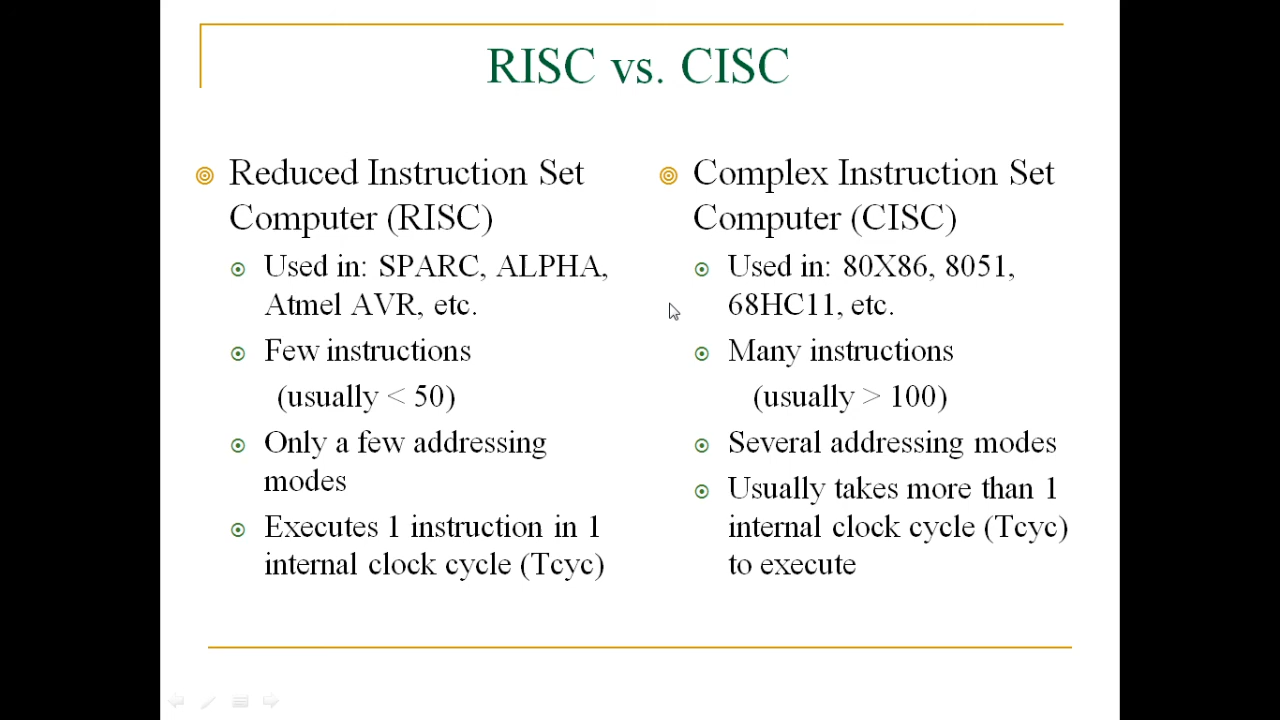 RISC vs. CISC
Reduced Instruction Set
Computer (RISC)
Used in: SPARC, ALPHA,
Atmel AVR, etc.
Few instructions
(usually < 50)
Only a few addressing
modes
Executes 1 instruction in 1
internal clock cycle (Tcyc)
Complex Instruction Set
Computer (CISC)
Used in: 80X86, 8051,
68HC11, etc.
Many instructions
(usually > 100)
Several addressing modes
Usually takes more than 1
internal clock cycle (Tcyc)
to execute